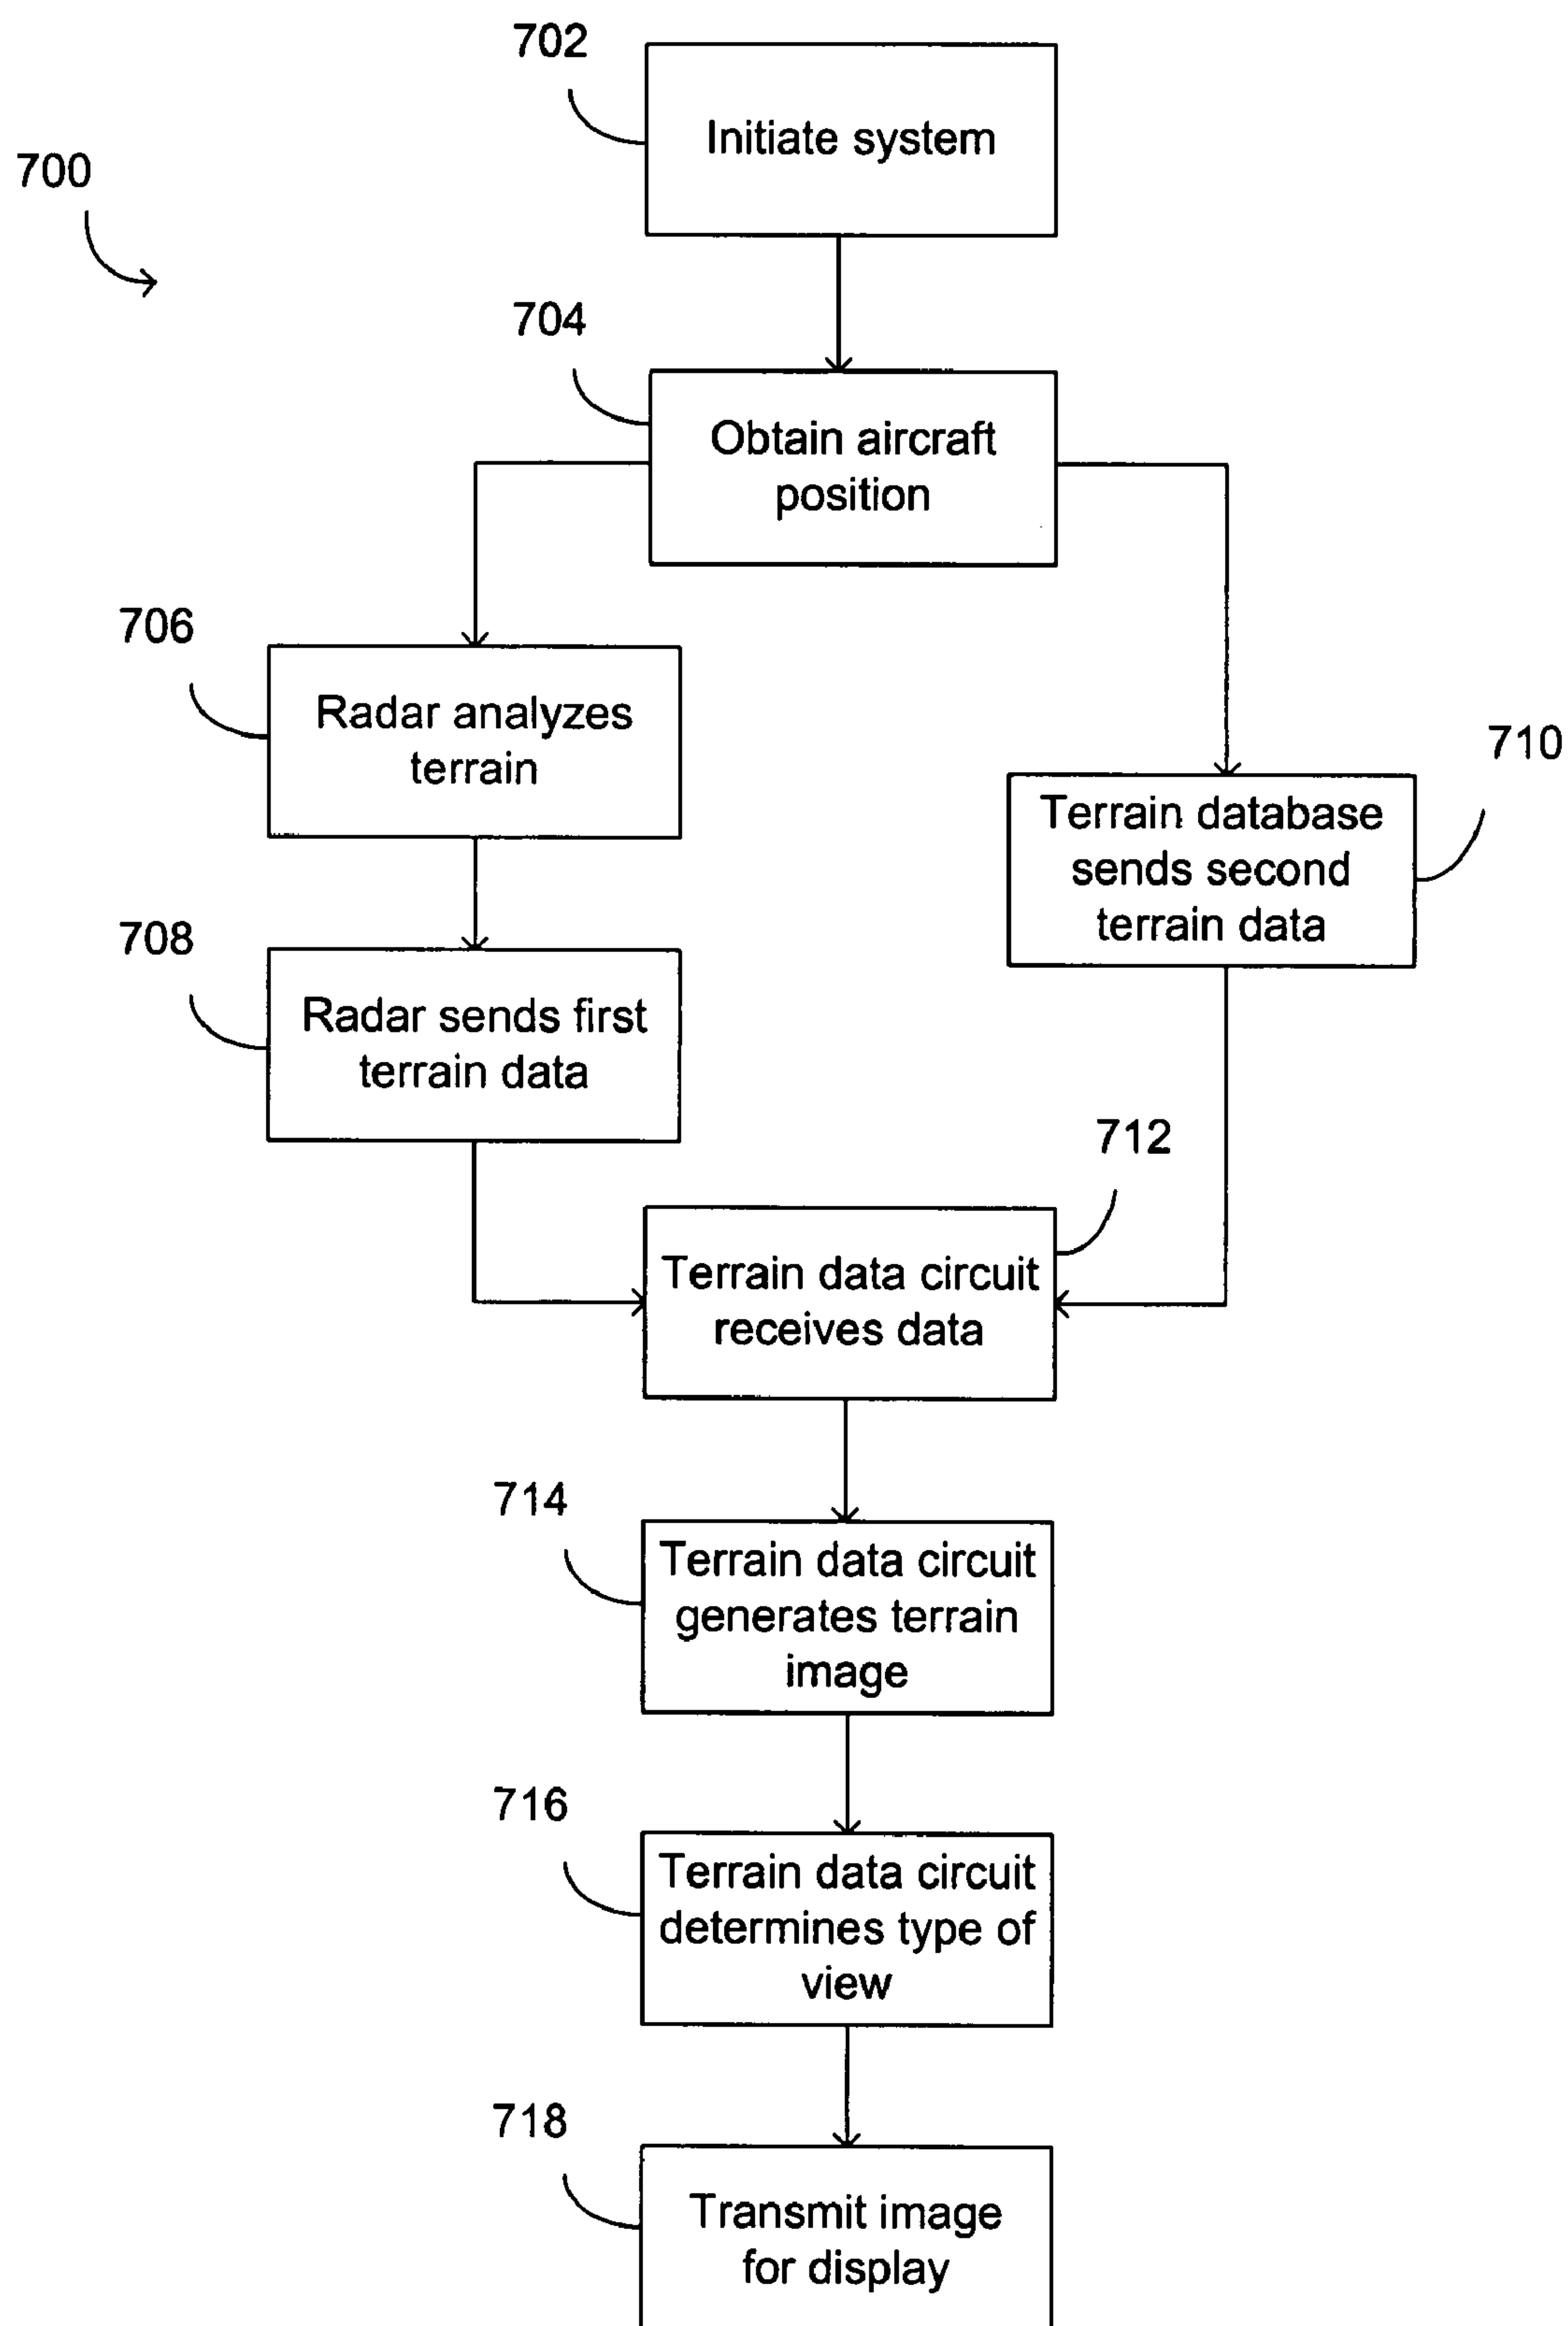 702
Initiate system
700
704
Obtain aircraft
position
706
Radar analyzes
terrain
710
Terrain database
sends second
terrain data
708
Radar sends first
terrain data
712
Terrain data circuit
receives data
714
Terrain data circuit
generates terrain
image
716
Terrain data circuit
determines type of
view
718
Transmit image
for display